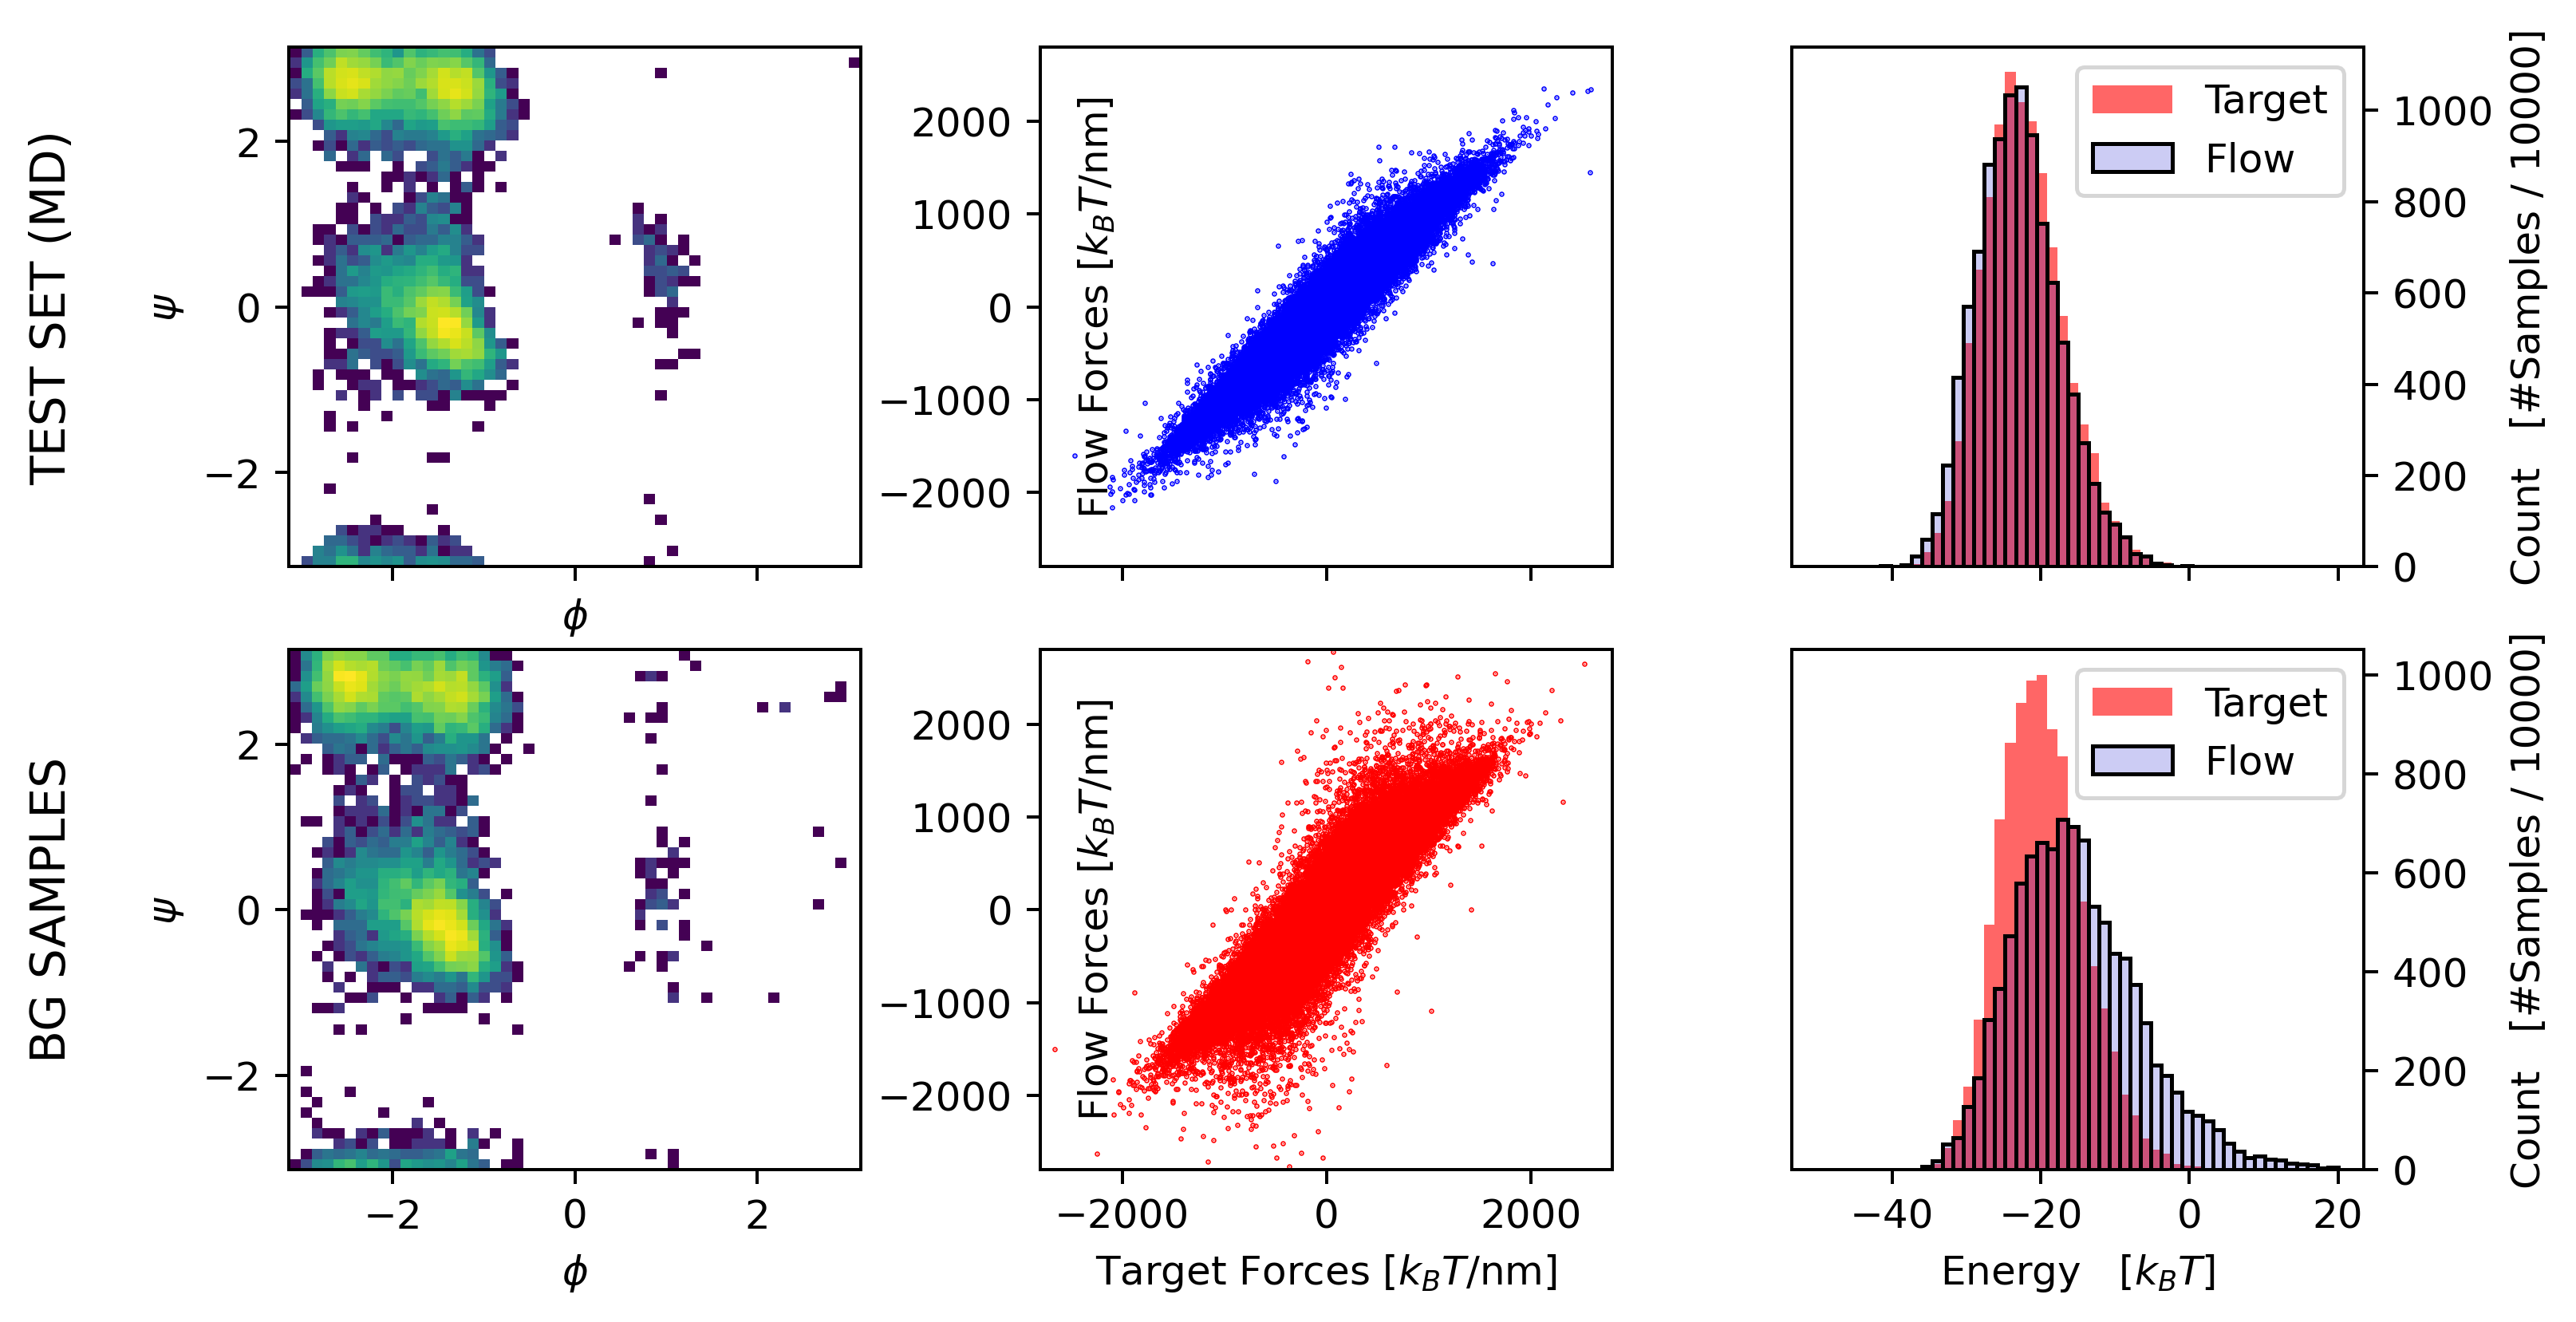 TEST SET (MD)
ψ
2
0
−2
ϕ
Flow Forces [k_BT/nm]
2000
1000
0
−1000
−2000
Target
Flow
1000
800
600
400
200
0
Count [#Samples / 10000]
BG SAMPLES
ψ
2
0
−2
−2 0 2
ϕ
Flow Forces [k_BT/nm]
2000
1000
0
−1000
−2000
−2000 0 2000
Target Forces [k_BT/nm]
Target
Flow
1000
800
600
400
200
0
Count [#Samples / 10000]
−40 −20 0 20
Energy [k_BT]